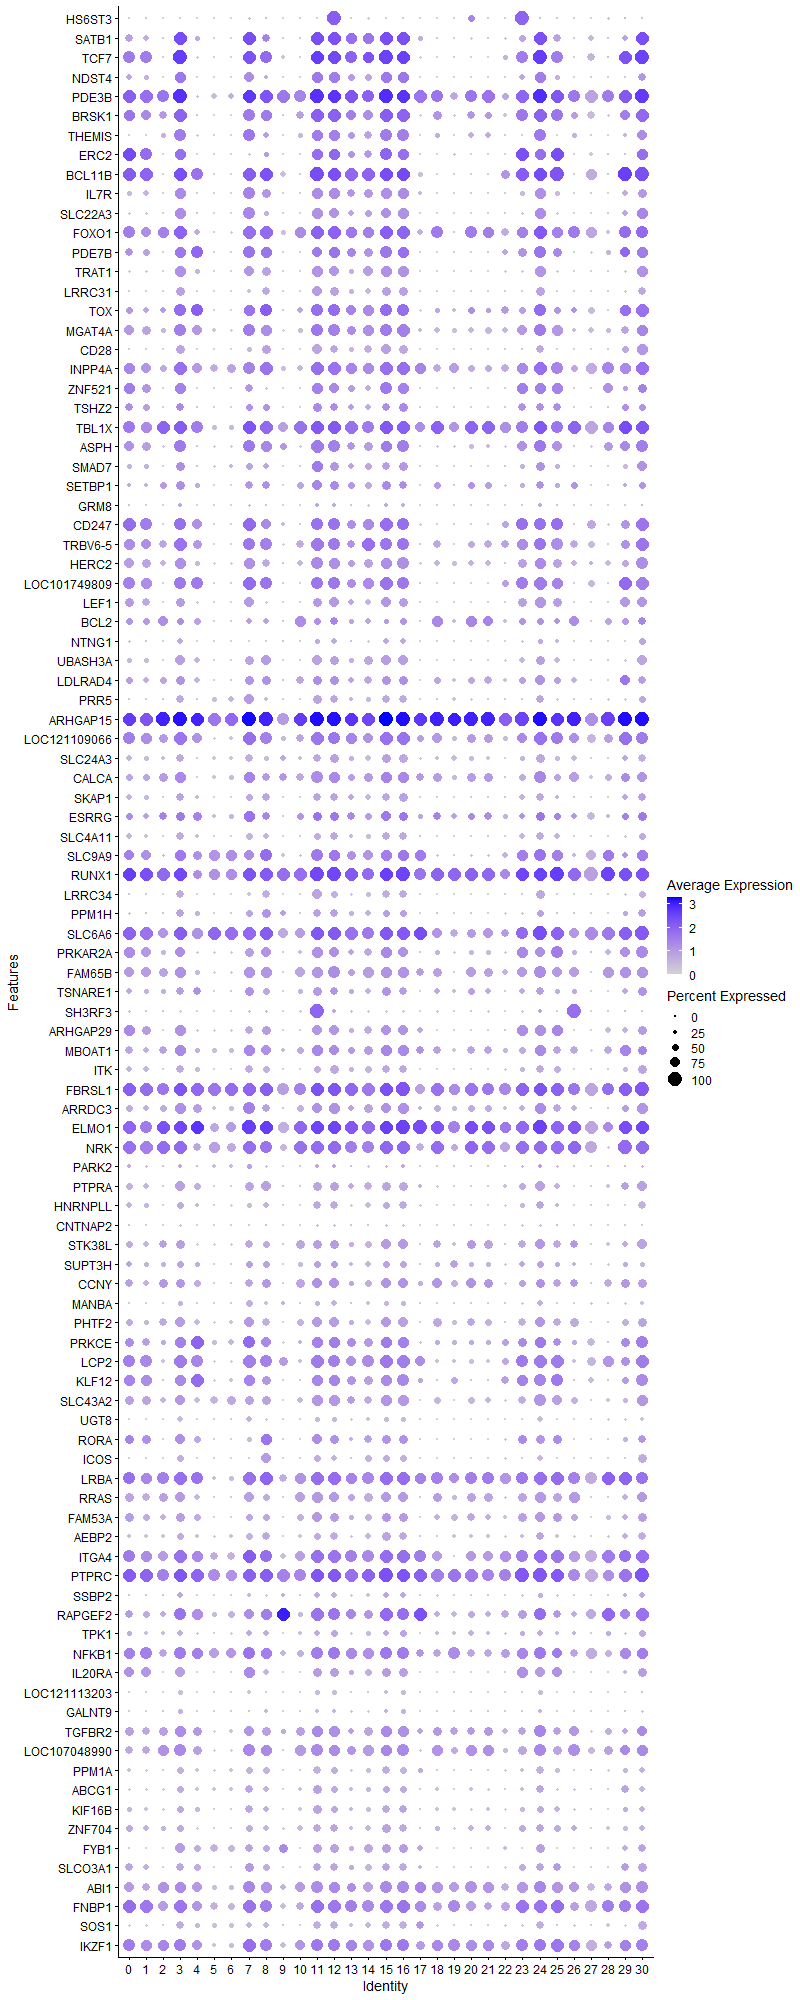 HS6ST3
SATB1
TCF7
NDST4
PDE3B
BRSK1
THEMIS
ERC2
BCL11B
IL7R
SLC22A3
FOXO1
PDE7B
TRAT1
LRRC31
TOX
MGAT4A
CD28
INPP4A
ZNF521
TSHZ2
TBL1X
ASPH
SMAD7
SETBP1
GRM8
CD247
TRBV6-5
HERC2
LOC101749809
LEF1
BCL2
NTNG1
UBASH3A
LDLRAD4
PRR5
ARHGAP15
LOC121109066
SLC24A3
CALCA
SKAP1
ESRRG
SLC4A11
SLC9A9
RUNX1
LRRC34
PPM1H
SLC6A6
PRKAR2A
FAM65B
TSNARE1
SH3RF3
ARHGAP29
MBOAT1
ITK
FBRSL1
ARRDC3
ELMO1
NRK
PARK2
PTPRA
HNRNPLL
CNTNAP2
STK38L
SUPT3H
CCNY
MANBA
PHTF2
PRKCE
LCP2
KLF12
SLC43A2
UGT8
RORA
ICOS
LRBA
RRAS
FAM53A
AEBP2
ITGA4
PTPRC
SSBP2
RAPGEF2
TPK1
NFKB1
IL20RA
LOC121113203
GALNT9
TGFBR2
LOC107048990
PPM1A
ABCG1
KIF16B
ZNF704
FYB1
SLCO3A1
ABI1
FNBP1
SOS1
IKZF1
0 1 2 3 4 5 6 7 8 9 10 11 12 13 14 15 16 17 18 19 20 21 22 23 24 25 26 27 28 29 30
Identity
Features
Average Expression
3
2
1
0
Percent Expressed
0
25
50
75
100